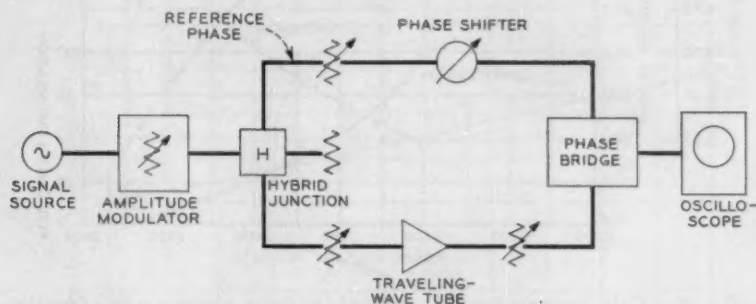 REFERENCE
PHASE
PHASE SHIFTER
H
PHASE
BRIDGE
SIGNAL
SOURCE
AMPLITUDE
MODULATOR
HYBRID
JUNCTION
OSCILLO-
SCOPE
TRAVELING-
WAVE TUBE